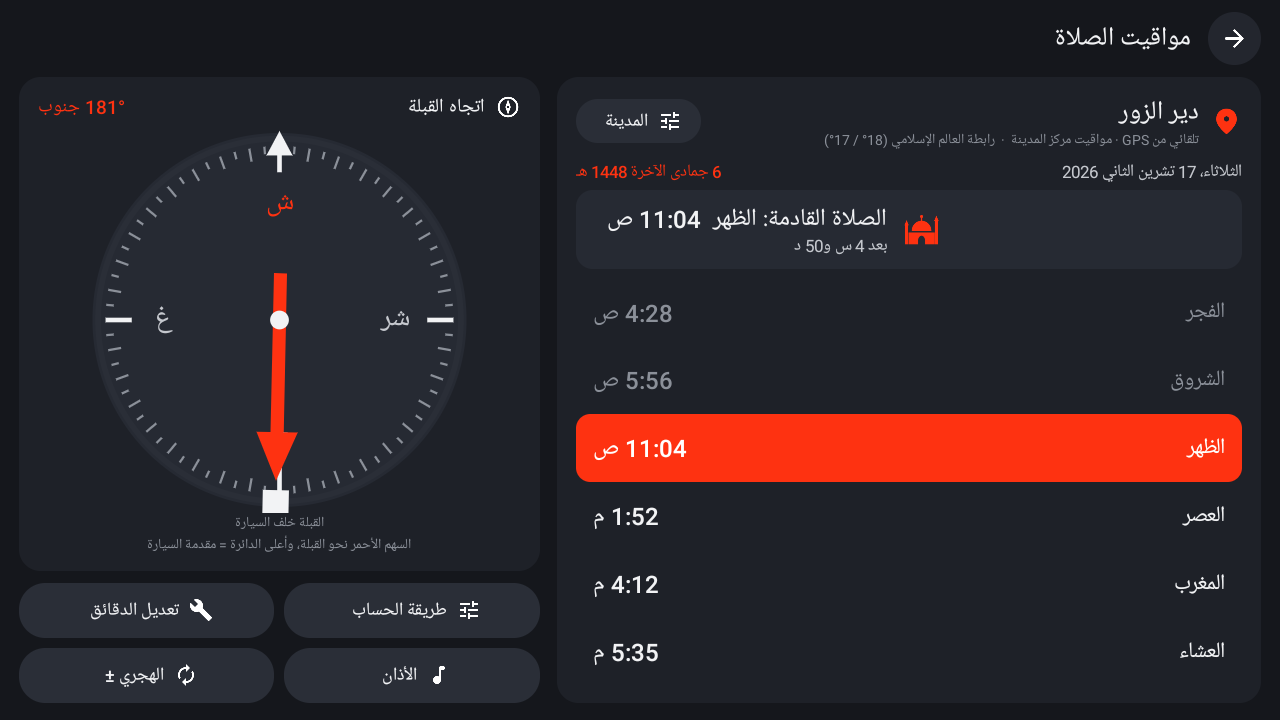 مواقيت الصلاة
دير الزور
تلقائي من GPS · مواقيت مركز المدينة · رابطة العالم الإسلامي (18° / 17°)
المدينة
الثلاثاء، 17 تشرين الثاني 2026
6 جمادى الآخرة 1448 هـ
الصلاة القادمة: الظهر 11:04 ص
بعد 4 س و50 د
الفجر 4:28 ص
الشروق 5:56 ص
الظهر 11:04 ص
العصر 1:52 م
المغرب 4:12 م
العشاء 5:35 م
اتجاه القبلة
181° جنوب
ش
شر
غ
القبلة خلف السيارة
السهم الأحمر نحو القبلة، وأعلى الدائرة = مقدمة السيارة
طريقة الحساب
تعديل الدقائق
الأذان
الهجري ±